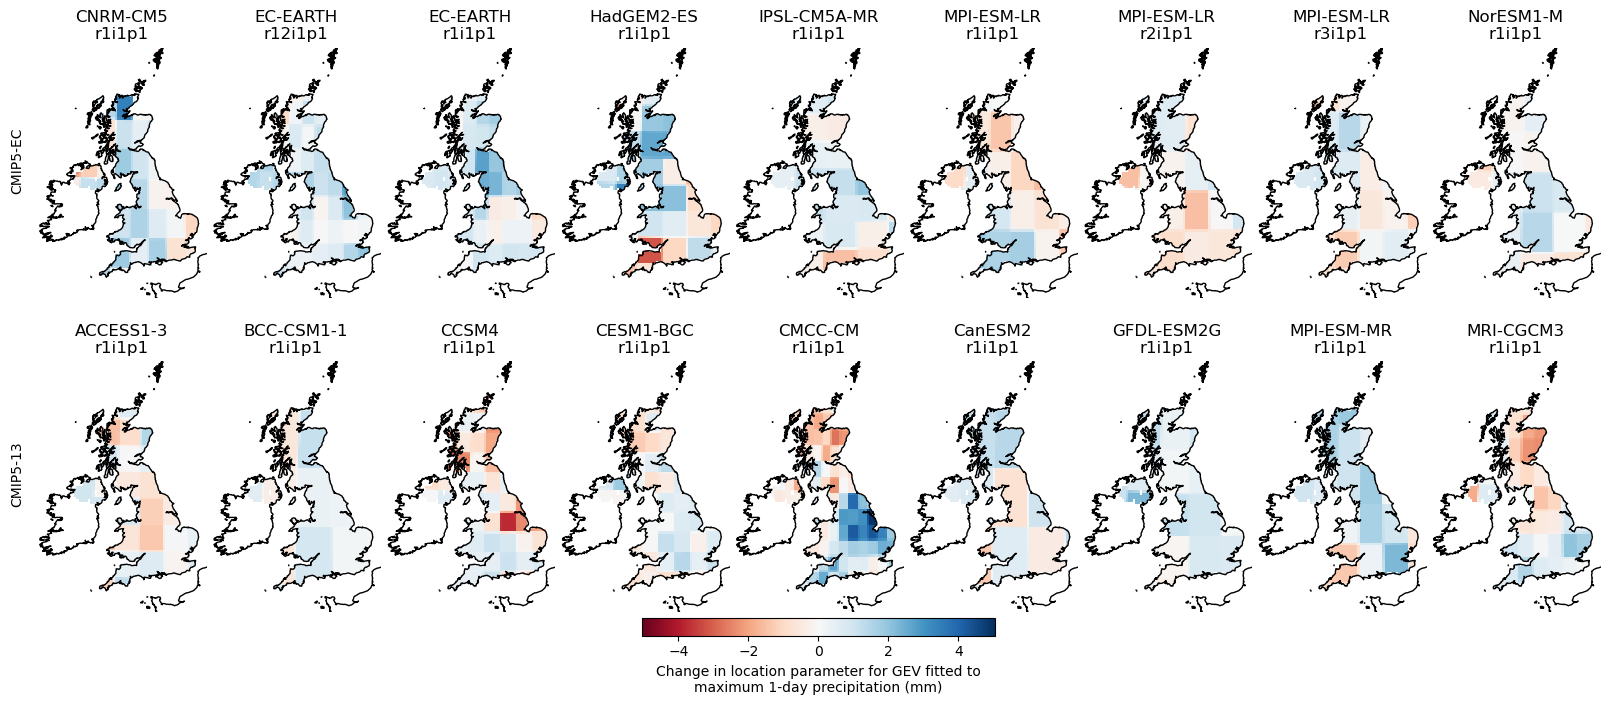 CNRM-CM5 EC-EARTH EC-EARTH HadGEM2-ES IPSL-CM5A-MR MPI-ESM-LR MPI-ESM-LR MPI-ESM-LR NorESM1-M
r1i1p1 r12i1p1 r1i1p1 r1i1p1 r1i1p1 r1i1p1 r2i1p1 r3i1p1 r1i1p1
CMIP5-EC
ACCESS1-3 BCC-CSM1-1 CCSM4 CESM1-BGC CMCC-CM CanESM2 GFDL-ESM2G MPI-ESM-MR MRI-CGCM3
r1i1p1 r1i1p1 r1i1p1 r1i1p1 r1i1p1 r1i1p1 r1i1p1 r1i1p1 r1i1p1
CMIP5-13
−4 −2 0 2 4
Change in location parameter for GEV fitted to
maximum 1-day precipitation (mm)